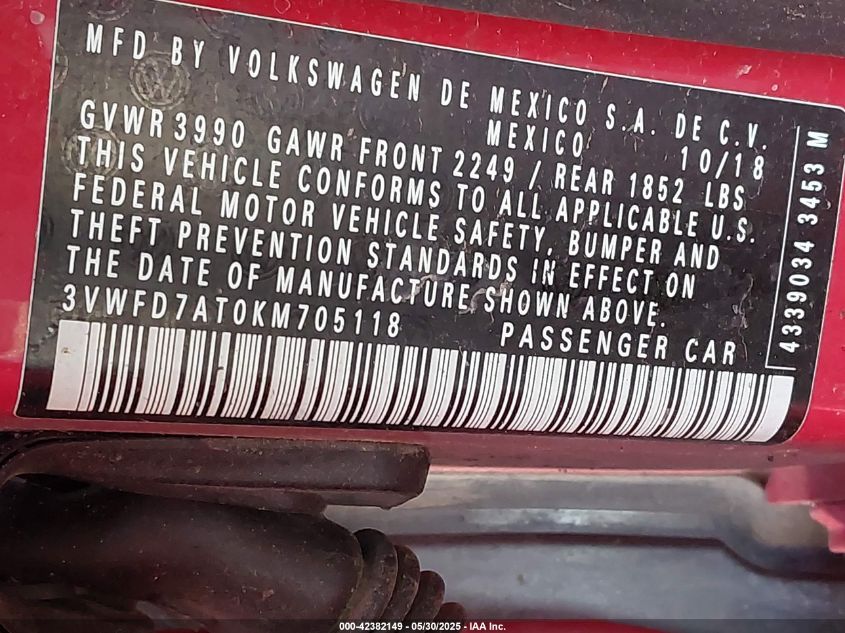 MFD BY VOLKSWAGEN DE MEXICO S.A. DE C.V.
MEXICO 10/18
GVWR 3990 GAWR FRONT 2249 / REAR 1852 LBS
THIS VEHICLE CONFORMS TO ALL APPLICABLE U.S.
FEDERAL MOTOR VEHICLE SAFETY, BUMPER AND
THEFT PREVENTION STANDARDS IN EFFECT ON
THE DATE OF MANUFACTURE SHOWN ABOVE.
3VWFD7AT0KM705118 PASSENGER CAR
4339034 3453 M
000-42382149 - 05/30/2025 - IAA Inc.